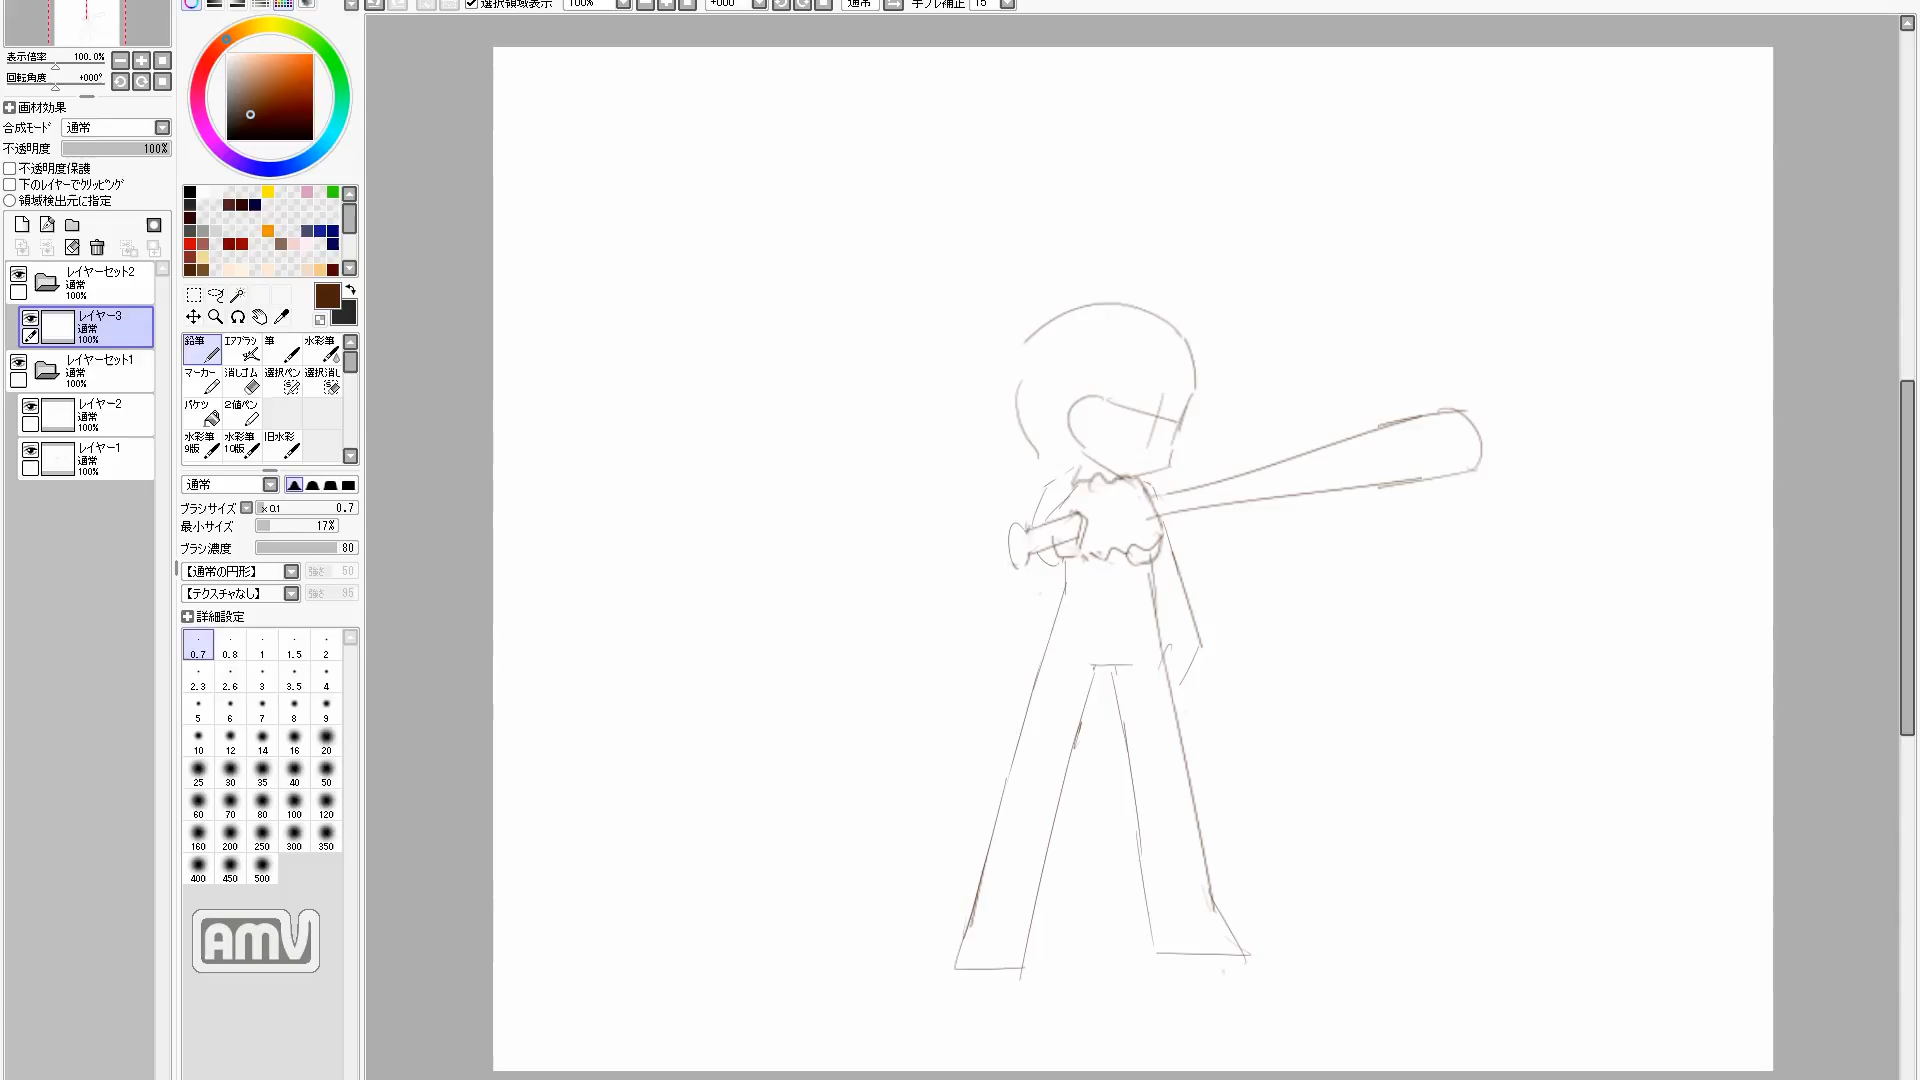 選択領域表示 100% +000° 通常 手ブレ補正 15
表示倍率 100.0%
回転角度 +000°
画材効果
合成モード 通常
不透明度 100%
不透明度保護
下のレイヤーでクリッピング
領域検出元に指定
レイヤーセット2
通常
100%
レイヤー3
通常
100%
レイヤーセット1
通常
100%
レイヤー2
通常
100%
レイヤー1
通常
100%
鉛筆 エアブラシ 筆 水彩筆
マーカー 消しゴム 選択ペン 選択消し
バケツ 2値ペン
水彩筆 水彩筆 旧水彩
9版 10版
通常
ブラシサイズ x 0.1 0.7
最小サイズ 17%
ブラシ濃度 80
【通常の円形】 強さ 50
【テクスチャなし】 強さ 95
詳細設定
0.7 0.8 1 1.5 2
2.3 2.6 3 3.5 4
5 6 7 8 9
10 12 14 16 20
25 30 35 40 50
60 70 80 100 120
160 200 250 300 350
400 450 500
AMV